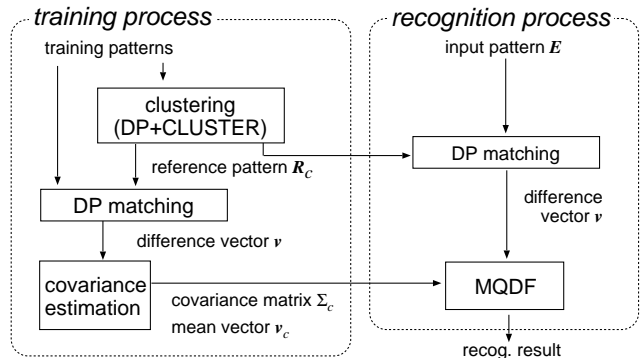 training process
training patterns
clustering
(DP+CLUSTER)
reference pattern R_C
DP matching
difference vector v
covariance
estimation
covariance matrix Σ_c
mean vector v_c
recognition process
input pattern E
DP matching
difference
vector v
MQDF
recog. result